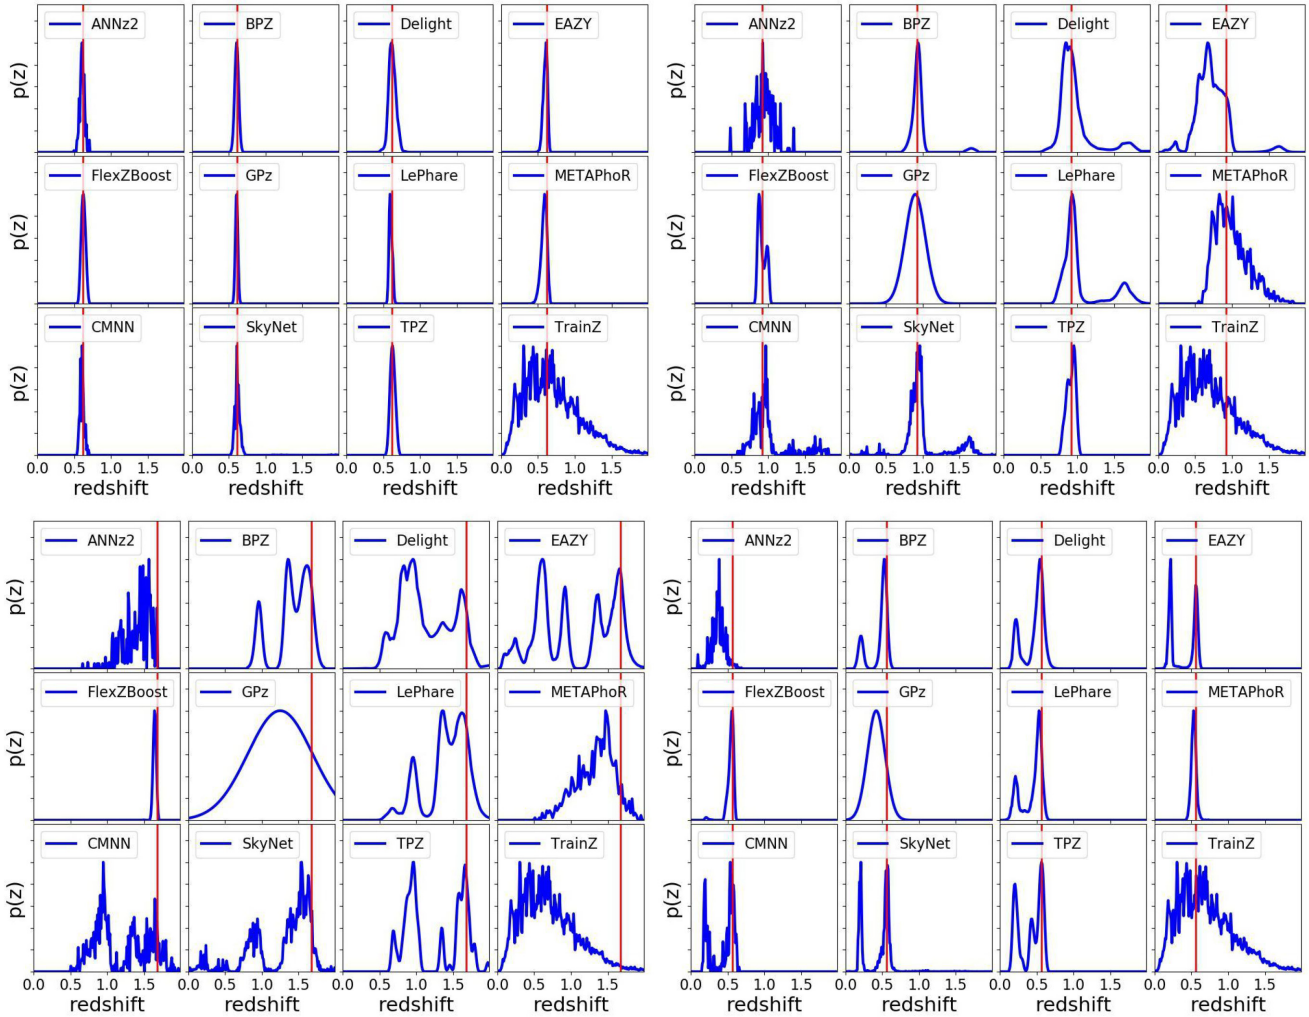 ANNz2 BPZ Delight EAZY ANNz2 BPZ Delight EAZY
p(z) p(z)
FlexZBoost GPz LePhare METAPhoR FlexZBoost GPz LePhare METAPhoR
p(z) p(z)
CMNN SkyNet TPZ TrainZ CMNN SkyNet TPZ TrainZ
p(z) p(z)
0.0 0.5 1.0 1.5 0.0 0.5 1.0 1.5 0.0 0.5 1.0 1.5 0.0 0.5 1.0 1.5 0.0 0.5 1.0 1.5 0.0 0.5 1.0 1.5 0.0 0.5 1.0 1.5 0.0 0.5 1.0 1.5
redshift redshift redshift redshift redshift redshift redshift redshift
ANNz2 BPZ Delight EAZY ANNz2 BPZ Delight EAZY
p(z) p(z)
FlexZBoost GPz LePhare METAPhoR FlexZBoost GPz LePhare METAPhoR
p(z) p(z)
CMNN SkyNet TPZ TrainZ CMNN SkyNet TPZ TrainZ
p(z) p(z)
0.0 0.5 1.0 1.5 0.0 0.5 1.0 1.5 0.0 0.5 1.0 1.5 0.0 0.5 1.0 1.5 0.0 0.5 1.0 1.5 0.0 0.5 1.0 1.5 0.0 0.5 1.0 1.5 0.0 0.5 1.0 1.5
redshift redshift redshift redshift redshift redshift redshift redshift